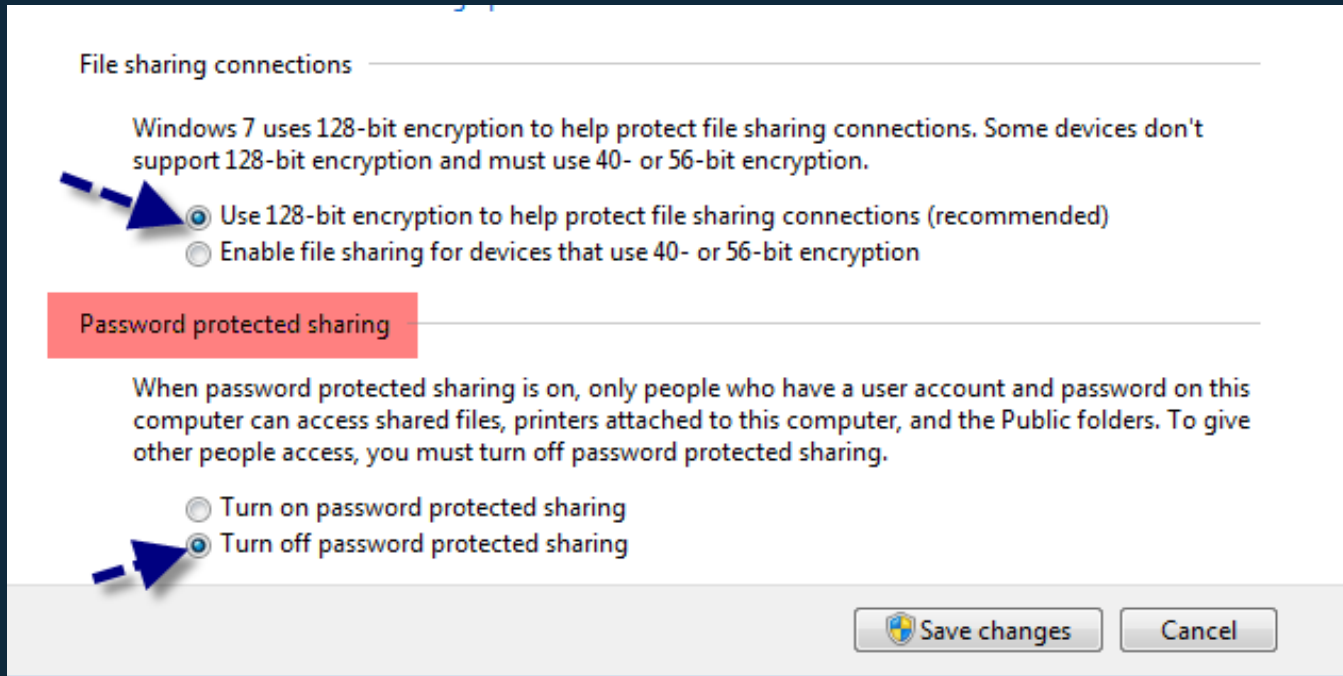 File sharing connections
Windows 7 uses 128-bit encryption to help protect file sharing connections. Some devices don't
support 128-bit encryption and must use 40- or 56-bit encryption.
Use 128-bit encryption to help protect file sharing connections (recommended)
Enable file sharing for devices that use 40- or 56-bit encryption
Password protected sharing
When password protected sharing is on, only people who have a user account and password on this
computer can access shared files, printers attached to this computer, and the Public folders. To give
other people access, you must turn off password protected sharing.
Turn on password protected sharing
Turn off password protected sharing
Save changes
Cancel